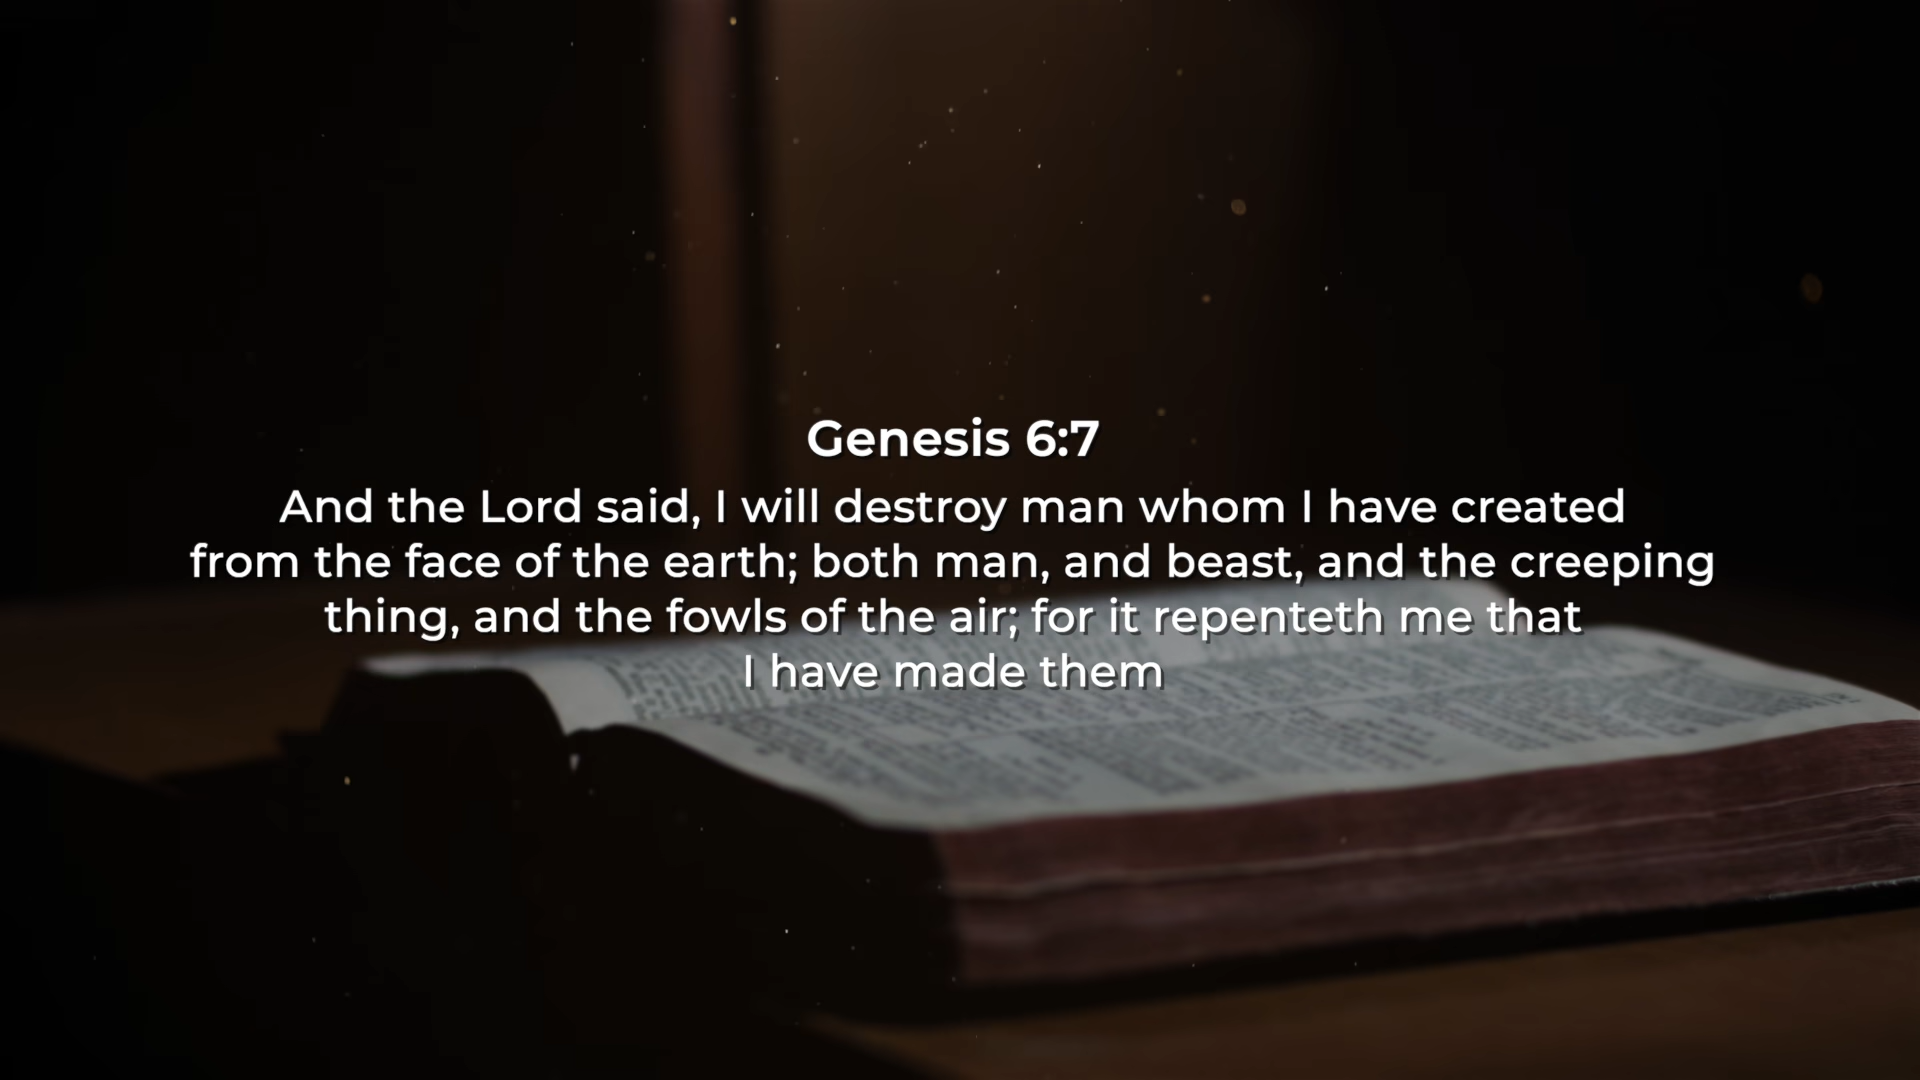 Genesis 6:7
And the Lord said, I will destroy man whom I have created
from the face of the earth; both man, and beast, and the creeping
thing, and the fowls of the air; for it repenteth me that
I have made them